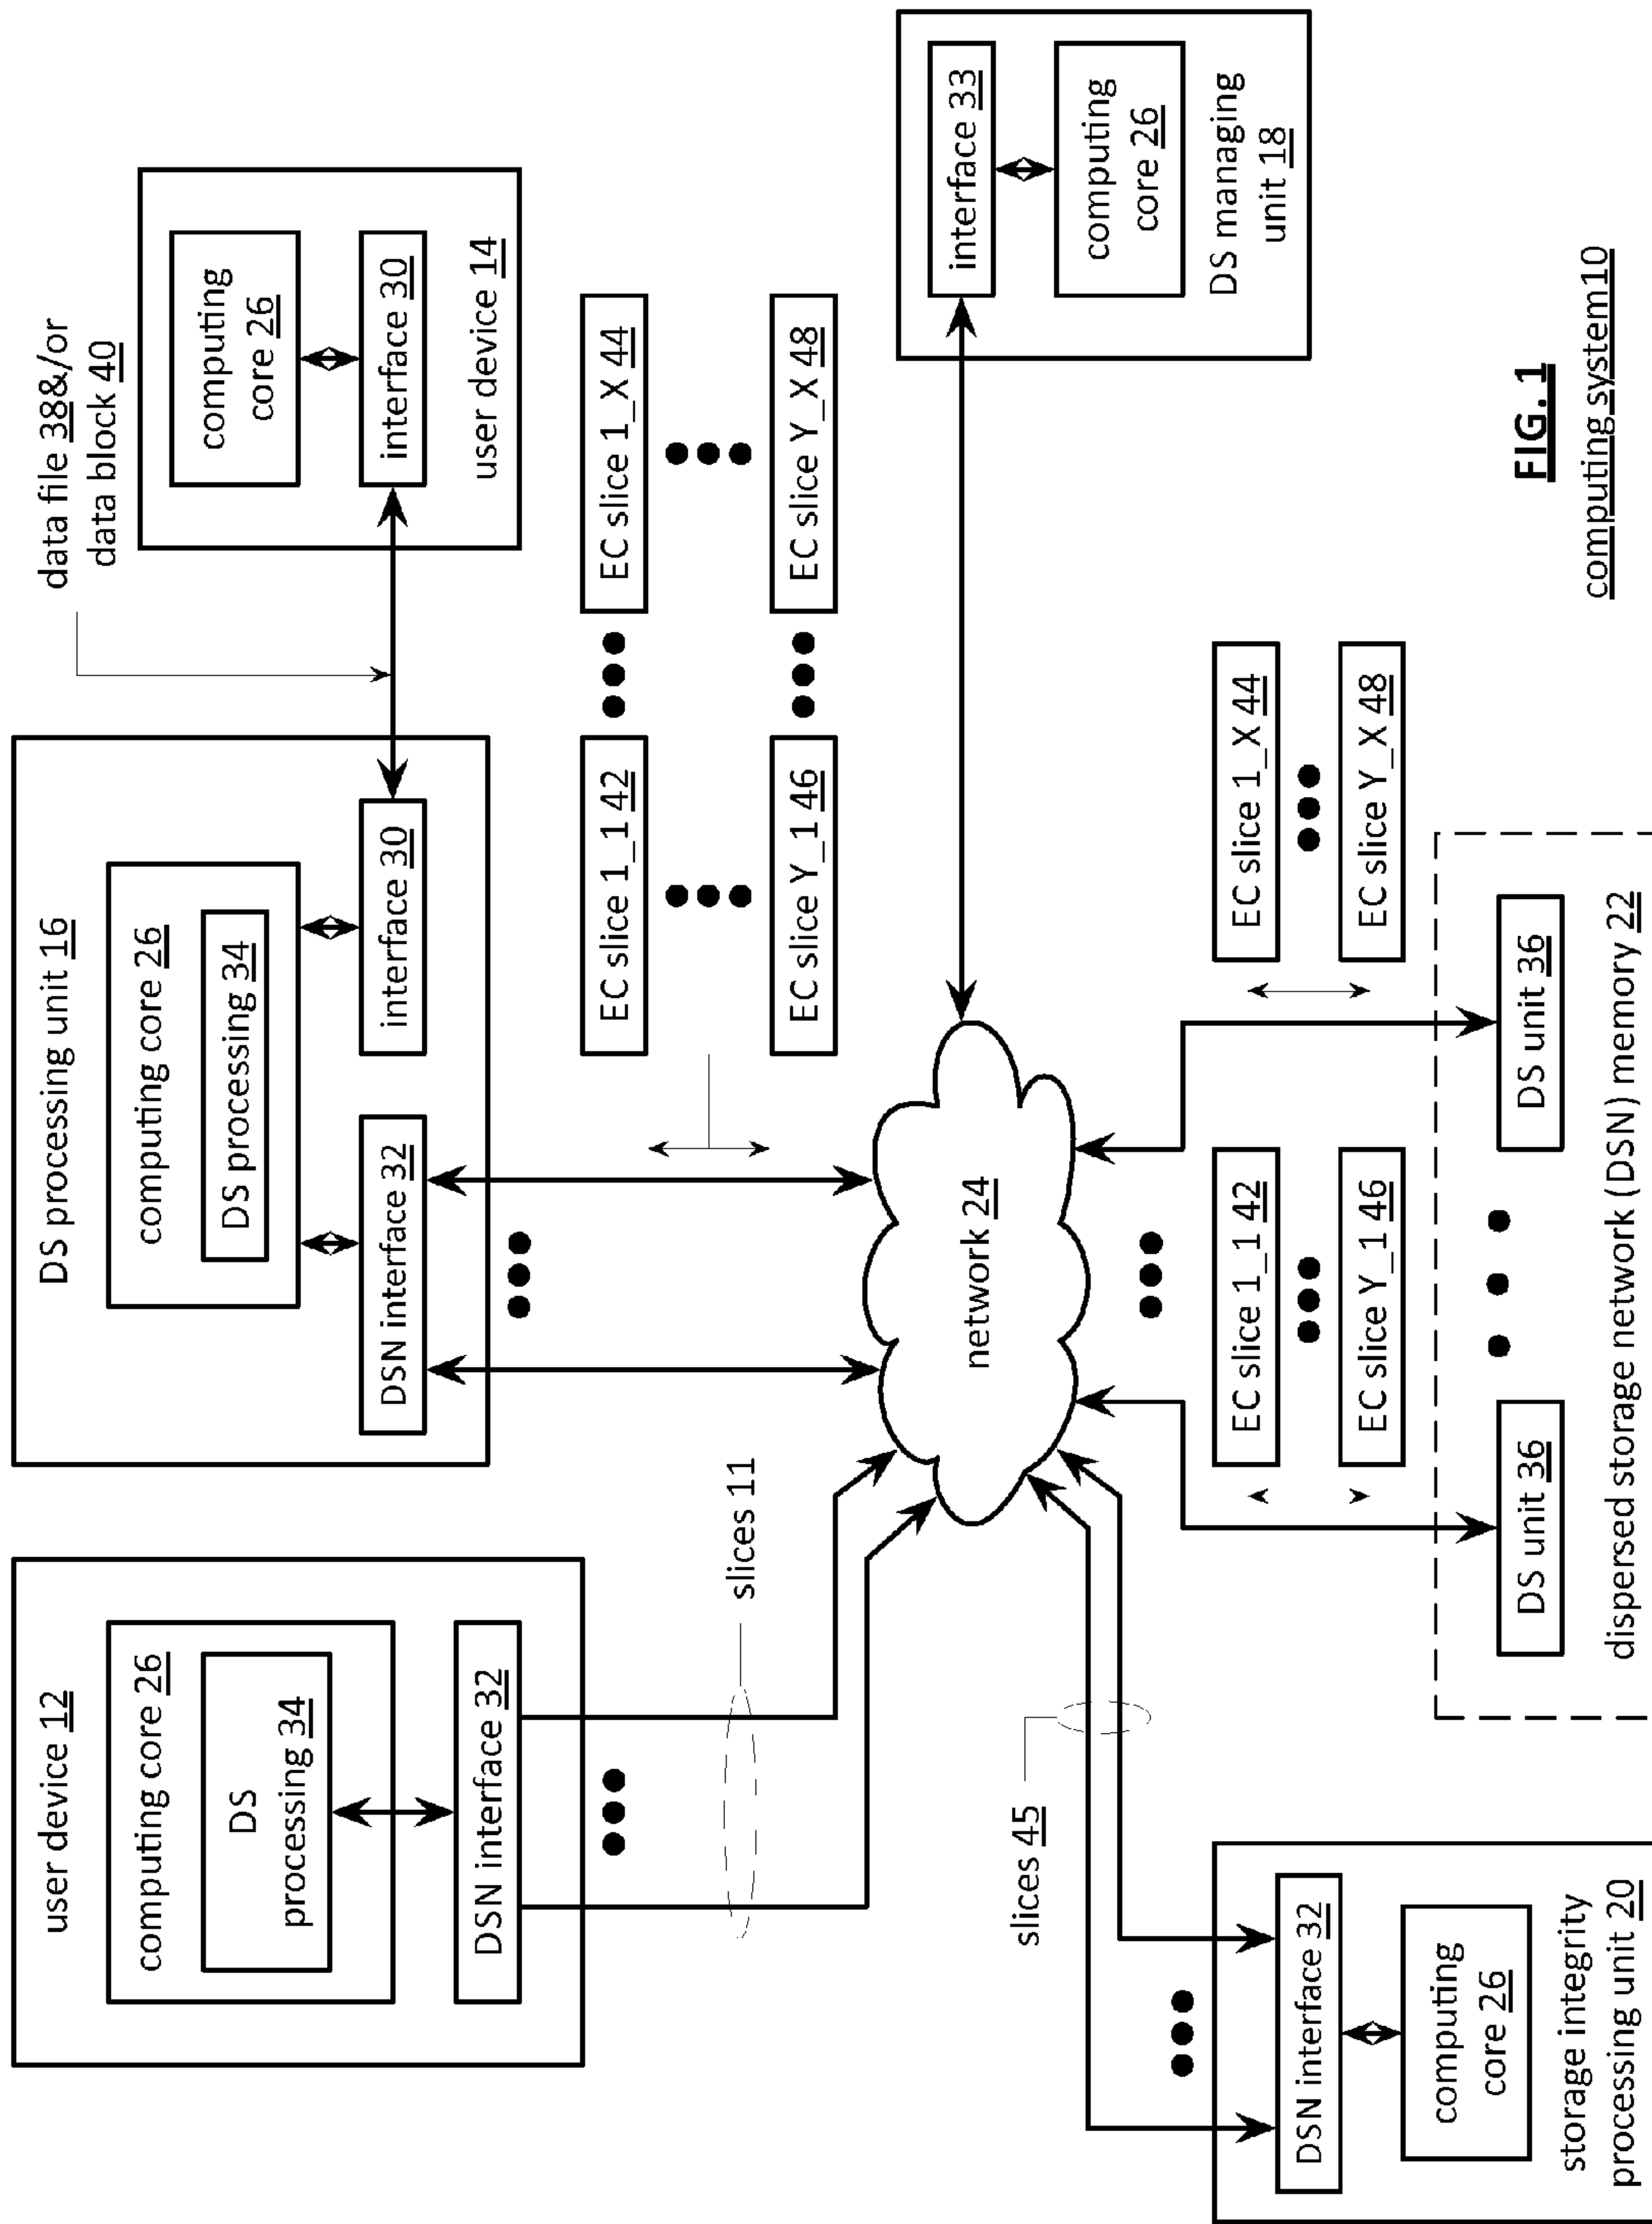 user device 12
computing core 26
DS
processing 34
DSN interface 32
DS processing unit 16
computing core 26
DS processing 34
DSN interface 32
interface 30
data file 38&/or
data block 40
computing
core 26
interface 30
user device 14
slices 11
EC slice 1_1 42
EC slice 1_X 44
EC slice Y_1 46
EC slice Y_X 48
network 24
interface 33
computing
core 26
DS managing
unit 18
slices 45
DSN interface 32
computing
core 26
storage integrity
processing unit 20
EC slice 1_1 42
EC slice Y_1 46
EC slice 1_X 44
EC slice Y_X 48
DS unit 36
DS unit 36
dispersed storage network (DSN) memory 22
FIG. 1
computing system10